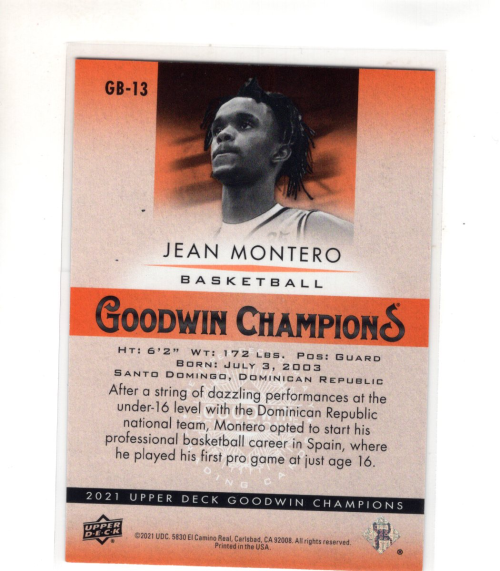 GB-13
JEAN MONTERO
BASKETBALL
GOODWIN CHAMPIONS
HT: 6'2" WT: 172 LBS. POS: GUARD
BORN: JULY 3, 2003
SANTO DOMINGO, DOMINICAN REPUBLIC
After a string of dazzling performances at the
under-16 level with the Dominican Republic
national team, Montero opted to start his
professional basketball career in Spain, where
he played his first pro game at just age 16.
2021 UPPER DECK GOODWIN CHAMPIONS
UPPER
DECK
©2021 UDC. 5830 El Camino Real, Carlsbad, CA 92008. All rights reserved.
Printed in the USA.